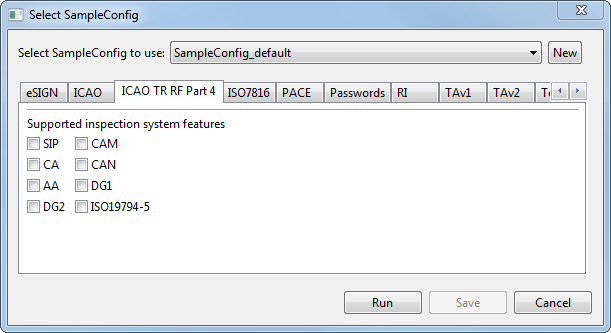 Select SampleConfig
Select SampleConfig to use: SampleConfig_default New
eSIGN ICAO ICAO TR RF Part 4 ISO7816 PACE Passwords RI TAv1 TAv2
Supported inspection system features
SIP CAM
CA CAN
AA DG1
DG2 ISO19794-5
Run Save Cancel